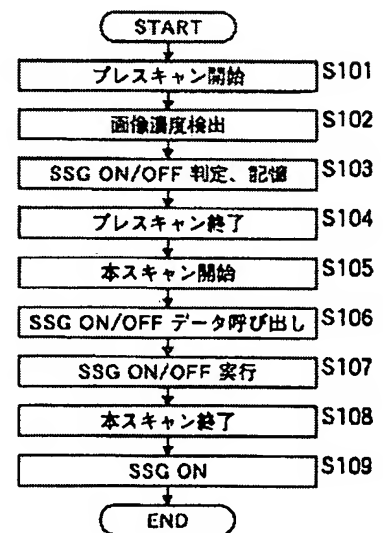 START
プレスキャン開始 S101
画像濃度検出 S102
SSG ON/OFF 判定、記憶 S103
プレスキャン終了 S104
本スキャン開始 S105
SSG ON/OFF データ呼び出し S106
SSG ON/OFF 実行 S107
本スキャン終了 S108
SSG ON S109
END